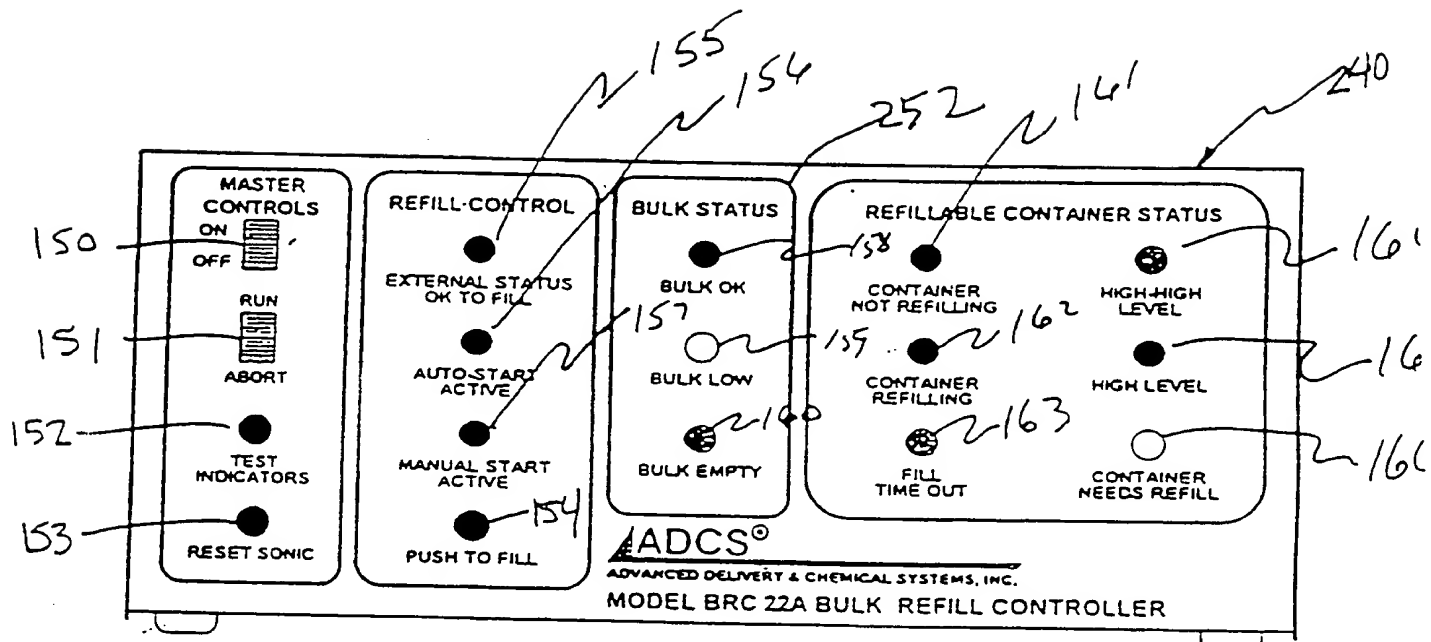 155
156
252
161
240
MASTER CONTROLS
ON
OFF
150
RUN
151
ABORT
152
TEST INDICATORS
153
RESET SONIC
REFILL-CONTROL
EXTERNAL STATUS
OK TO FILL
157
AUTO-START
ACTIVE
MANUAL START
ACTIVE
154
PUSH TO FILL
BULK STATUS
158
BULK OK
159
BULK LOW
160
BULK EMPTY
REFILLABLE CONTAINER STATUS
CONTAINER
NOT REFILLING
162
CONTAINER
REFILLING
163
FILL
TIME OUT
HIGH-HIGH
LEVEL
HIGH LEVEL
CONTAINER
NEEDS REFILL
ADCS®
ADVANCED DELIVERY & CHEMICAL SYSTEMS, INC.
MODEL BRC 22A BULK REFILL CONTROLLER